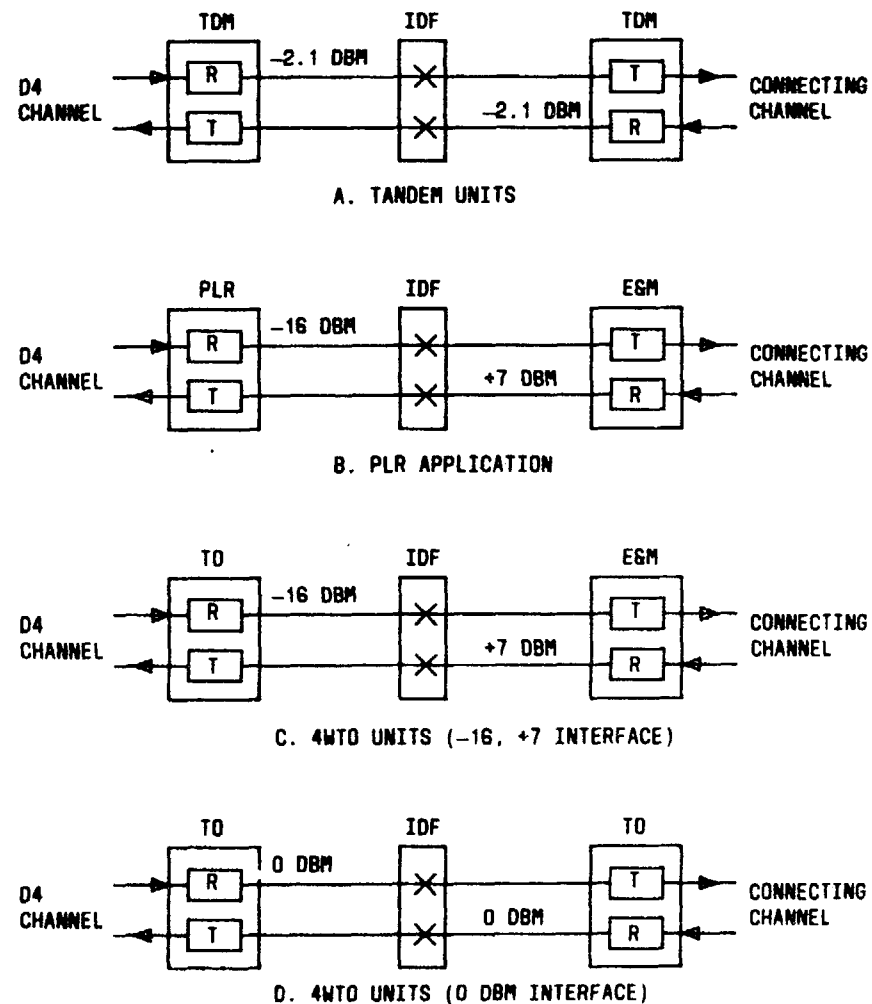 TDM IDF TDM
D4 CHANNEL
R -2.1 DBM T
T -2.1 DBM R
CONNECTING CHANNEL
A. TANDEM UNITS
PLR IDF E&M
D4 CHANNEL
R -16 DBM T
T +7 DBM R
CONNECTING CHANNEL
B. PLR APPLICATION
TO IDF E&M
D4 CHANNEL
R -16 DBM T
T +7 DBM R
CONNECTING CHANNEL
C. 4WTO UNITS (-16, +7 INTERFACE)
TO IDF TO
D4 CHANNEL
R 0 DBM T
T 0 DBM R
CONNECTING CHANNEL
D. 4WTO UNITS (0 DBM INTERFACE)